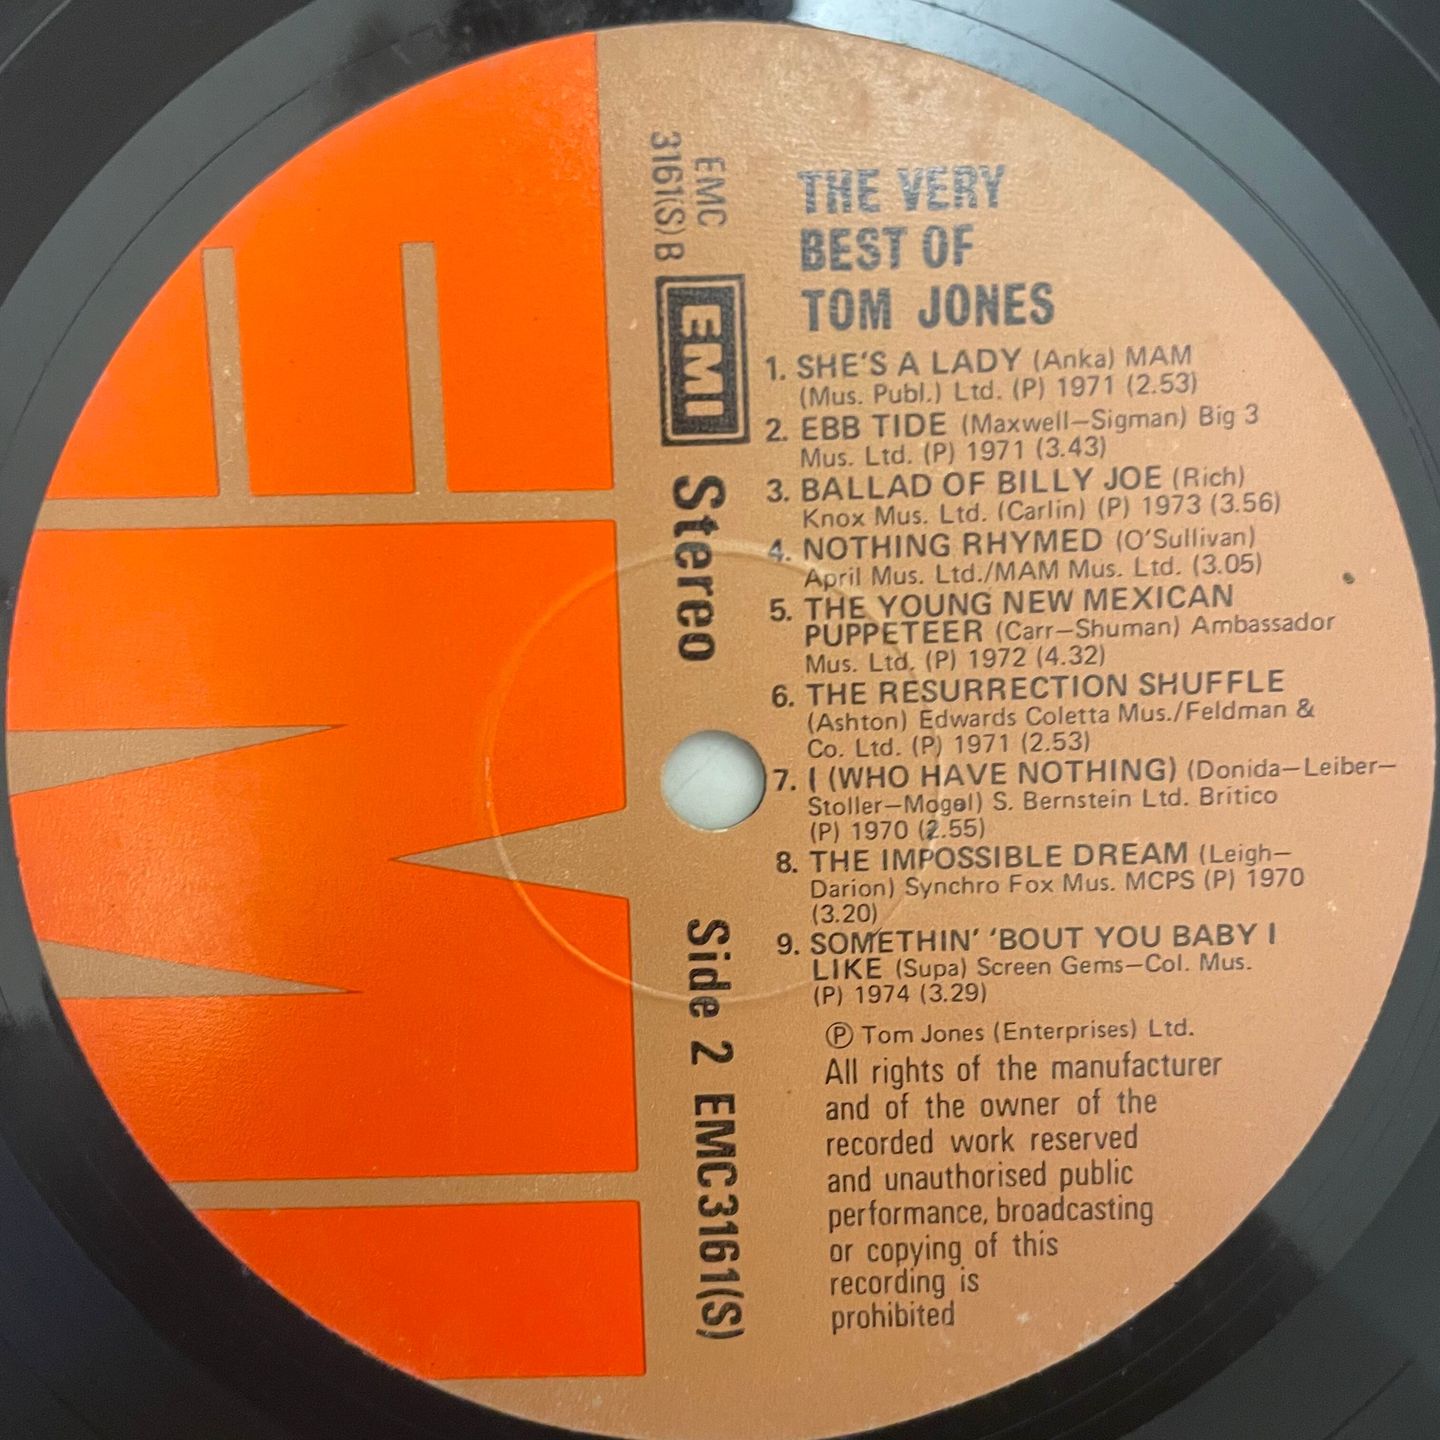 EMC
3161(S) B
EMI
Stereo
Side 2 EMC3161(S)
THE VERY
BEST OF
TOM JONES
1. SHE'S A LADY (Anka) MAM
(Mus. Publ.) Ltd. (P) 1971 (2.53)
2. EBB TIDE (Maxwell–Sigman) Big 3
Mus. Ltd. (P) 1971 (3.43)
3. BALLAD OF BILLY JOE (Rich)
Knox Mus. Ltd. (Carlin) (P) 1973 (3.56)
4. NOTHING RHYMED (O'Sullivan)
April Mus. Ltd./MAM Mus. Ltd. (3.05)
5. THE YOUNG NEW MEXICAN
PUPPETEER (Carr–Shuman) Ambassador
Mus. Ltd. (P) 1972 (4.32)
6. THE RESURRECTION SHUFFLE
(Ashton) Edwards Coletta Mus./Feldman &
Co. Ltd. (P) 1971 (2.53)
7. I (WHO HAVE NOTHING) (Donida–Leiber–
Stoller–Mogol) S. Bernstein Ltd. Britico
(P) 1970 (2.55)
8. THE IMPOSSIBLE DREAM (Leigh–
Darion) Synchro Fox Mus. MCPS (P) 1970
(3.20)
9. SOMETHIN' 'BOUT YOU BABY I
LIKE (Supa) Screen Gems–Col. Mus.
(P) 1974 (3.29)
Ⓟ Tom Jones (Enterprises) Ltd.
All rights of the manufacturer
and of the owner of the
recorded work reserved
and unauthorised public
performance, broadcasting
or copying of this
recording is
prohibited